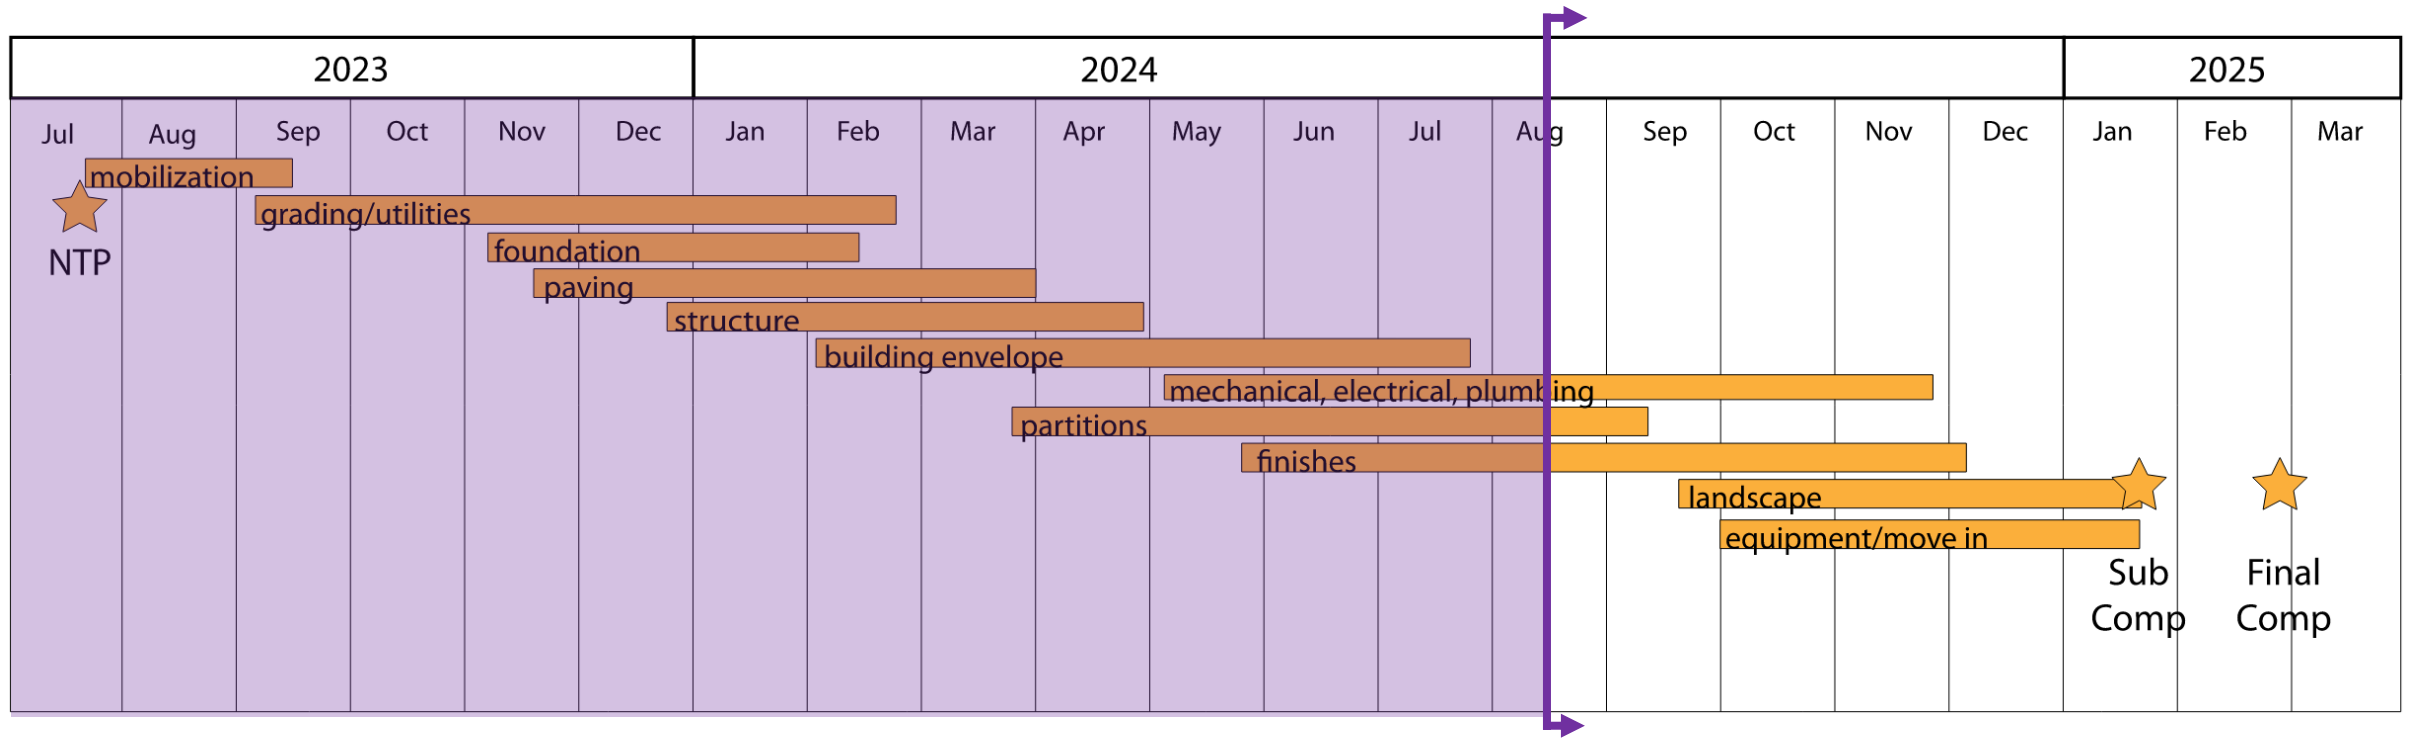 2023 2024 2025
Jul Aug Sep Oct Nov Dec Jan Feb Mar Apr May Jun Jul Aug Sep Oct Nov Dec Jan Feb Mar
mobilization
grading/utilities
NTP
foundation
paving
structure
building envelope
mechanical, electrical, plumbing
partitions
finishes
landscape
equipment/move in
Sub
Comp
Final
Comp